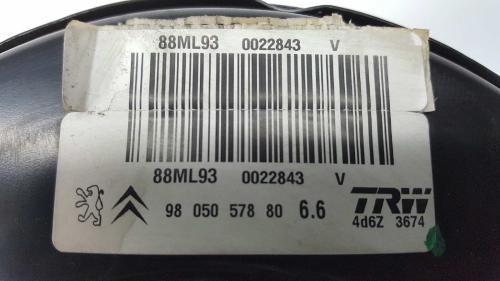 88ML93 0022843 V
88ML93 0022843 V
98 050 578 80 6.6
TRW
4d6Z 3674